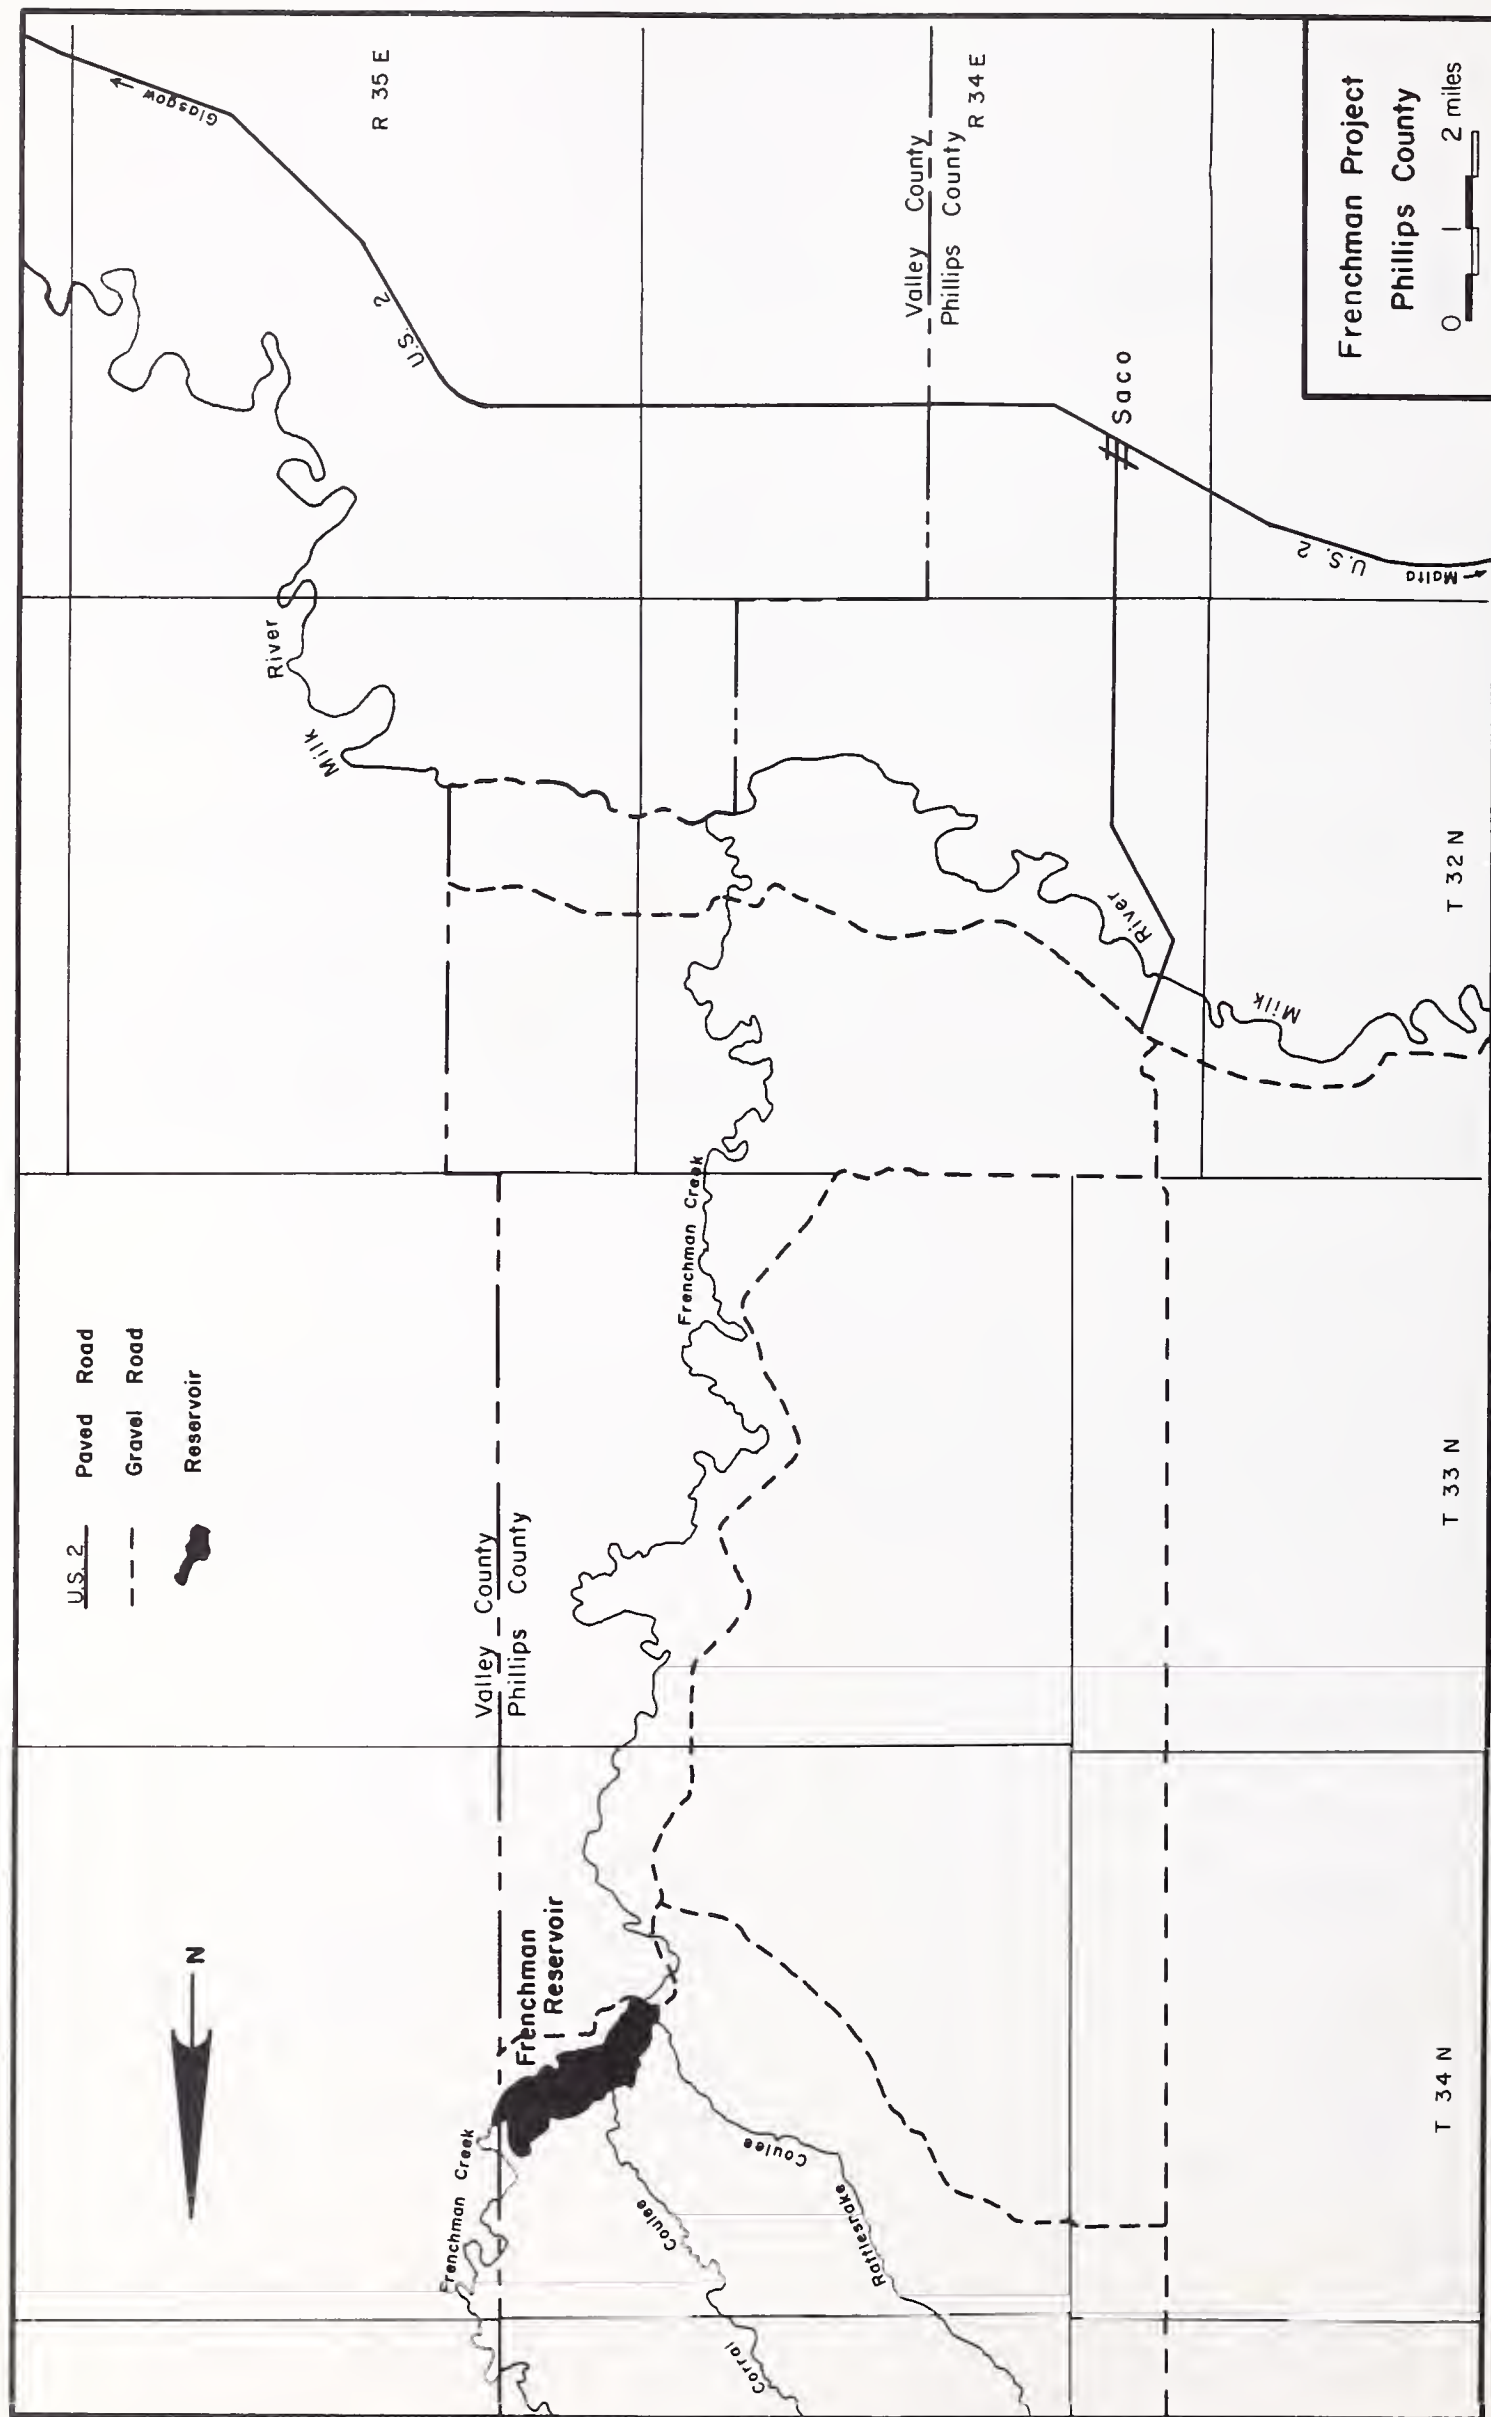 N
U.S. 2 Paved Road
Gravel Road
Reservoir
Glasgow
R 35 E
U.S. 2
Milk
River
Valley County
Phillips County
Valley County
Phillips County
R 34 E
Frenchman Creek
Frenchman
Reservoir
Frenchman Creek
Coulee
Corral
Coulee
Rattlesnake
Saco
River
Milk
U.S. 2
Malta
T 34 N
T 33 N
T 32 N
Frenchman Project
Phillips County
0 1 2 miles